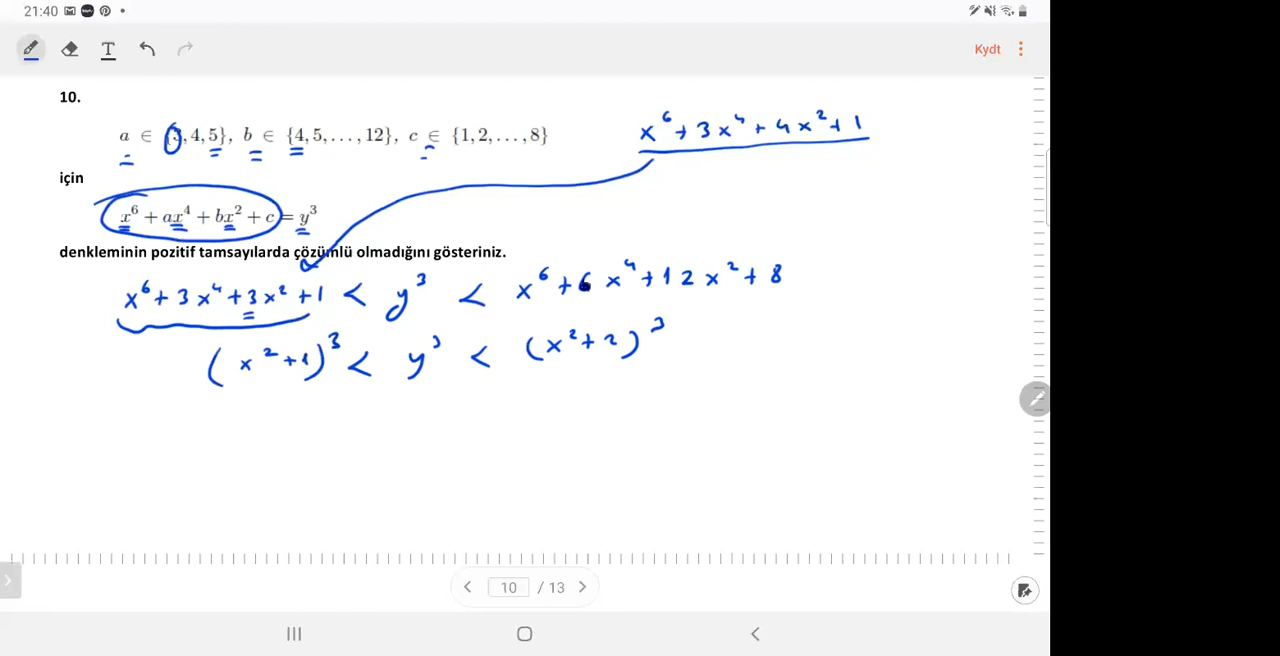 21:40
T
Kydt
10.
a ∈ {3,4,5}, b ∈ {4,5,...,12}, c ∈ {1,2,...,8}
x⁶ + 3x⁴ + 4x² + 1
için
x⁶ + ax⁴ + bx² + c = y³
denkleminin pozitif tamsayılarda çözümlü olmadığını gösteriniz.
x⁶ + 3x⁴ + 3x² + 1 < y³ < x⁶ + 6x⁴ + 12x² + 8
(x² + 1)³ < y³ < (x² + 2)³
10 / 13